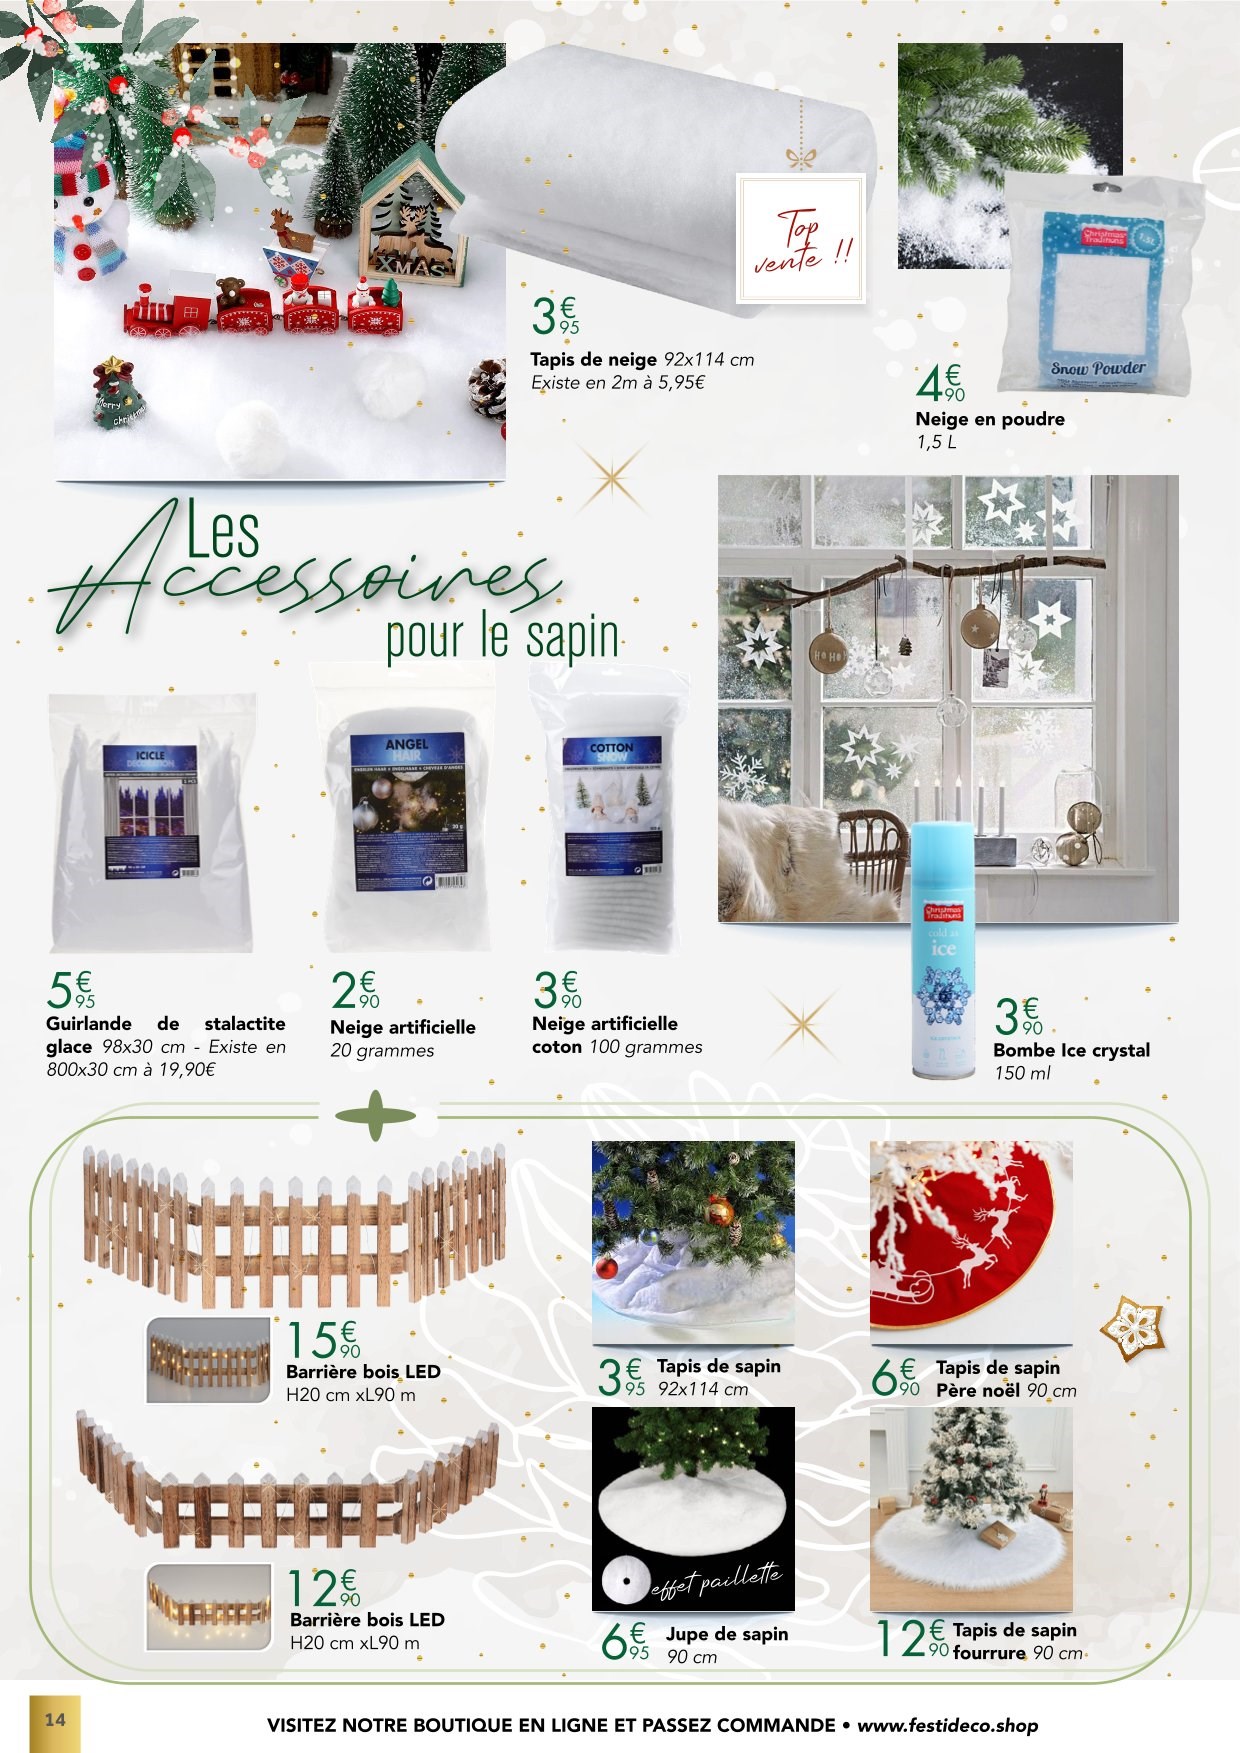 XMAS
Merry
Christmas
Top
vente !!
3€95
Tapis de neige 92x114 cm
Existe en 2m à 5,95€
Christmas
Traditions
1,5L
Snow Powder
4€90
Neige en poudre
1,5 L
Les
Accessoires
pour le sapin
HO HO
ICICLE
DECORATION
ANGEL
HAIR
COTTON
SNOW
Christmas
Traditions
cold as
ice
5€95
Guirlande de stalactite
glace 98x30 cm - Existe en
800x30 cm à 19,90€
2€90
Neige artificielle
20 grammes
3€90
Neige artificielle
coton 100 grammes
3€90
Bombe Ice crystal
150 ml
15€90
Barrière bois LED
H20 cm xL90 m
3€95
Tapis de sapin
92x114 cm
6€90
Tapis de sapin
Père noël 90 cm
12€90
Barrière bois LED
H20 cm xL90 m
effet paillette
6€95
Jupe de sapin
90 cm
12€90
Tapis de sapin
fourrure 90 cm
14
VISITEZ NOTRE BOUTIQUE EN LIGNE ET PASSEZ COMMANDE • www.festideco.shop